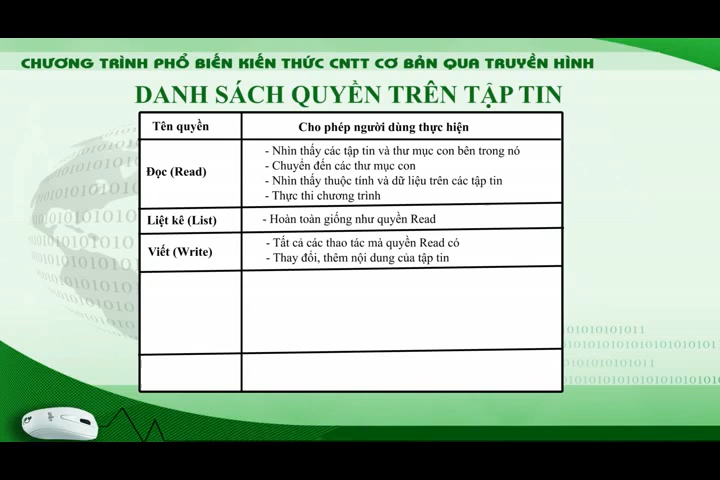 CHƯƠNG TRÌNH PHỔ BIẾN KIẾN THỨC CNTT CƠ BẢN QUA TRUYỀN HÌNH
DANH SÁCH QUYỀN TRÊN TẬP TIN
Tên quyền
Cho phép người dùng thực hiện
Đọc (Read)
- Nhìn thấy các tập tin và thư mục con bên trong nó
- Chuyển đến các thư mục con
- Nhìn thấy thuộc tính và dữ liệu trên các tập tin
- Thực thi chương trình
Liệt kê (List)
- Hoàn toàn giống như quyền Read
Viết (Write)
- Tất cả các thao tác mà quyền Read có
- Thay đổi, thêm nội dung của tập tin